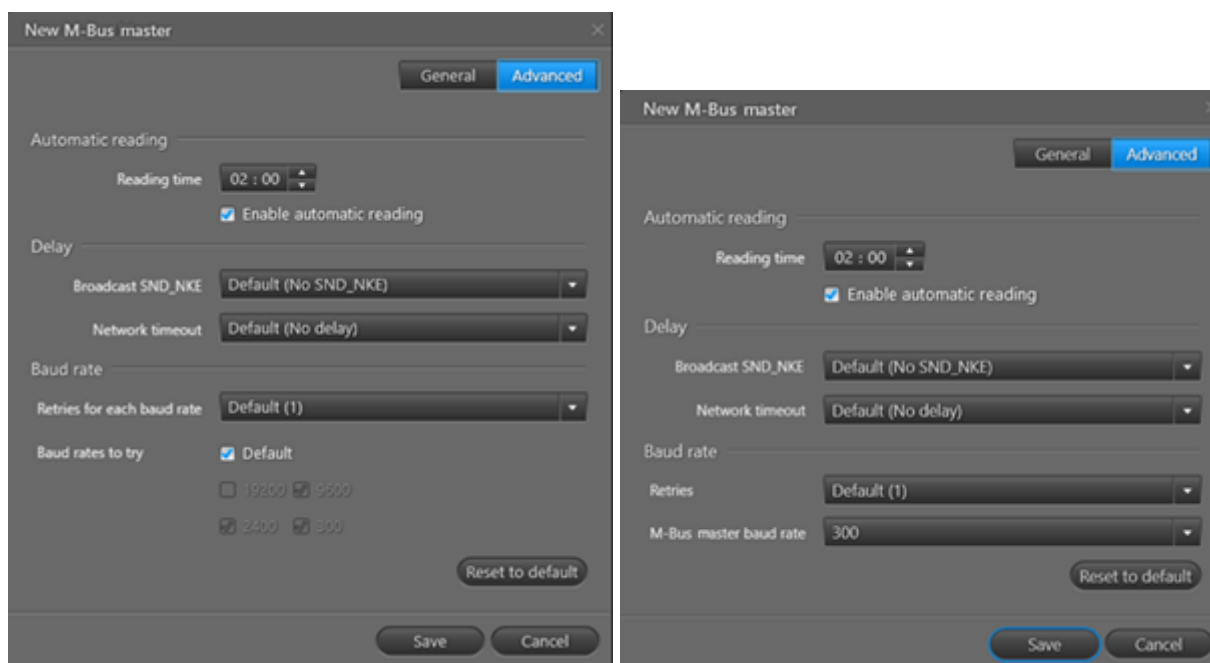 New M-Bus master
General Advanced
Automatic reading
Reading time 02 : 00
Enable automatic reading
Delay
Broadcast SND_NKE Default (No SND_NKE)
Network timeout Default (No delay)
Baud rate
Retries for each baud rate Default (1)
Baud rates to try Default
19200 9600
2400 300
Reset to default
Save Cancel
New M-Bus master
General Advanced
Automatic reading
Reading time 02 : 00
Enable automatic reading
Delay
Broadcast SND_NKE Default (No SND_NKE)
Network timeout Default (No delay)
Baud rate
Retries Default (1)
M-Bus master baud rate 300
Reset to default
Save Cancel